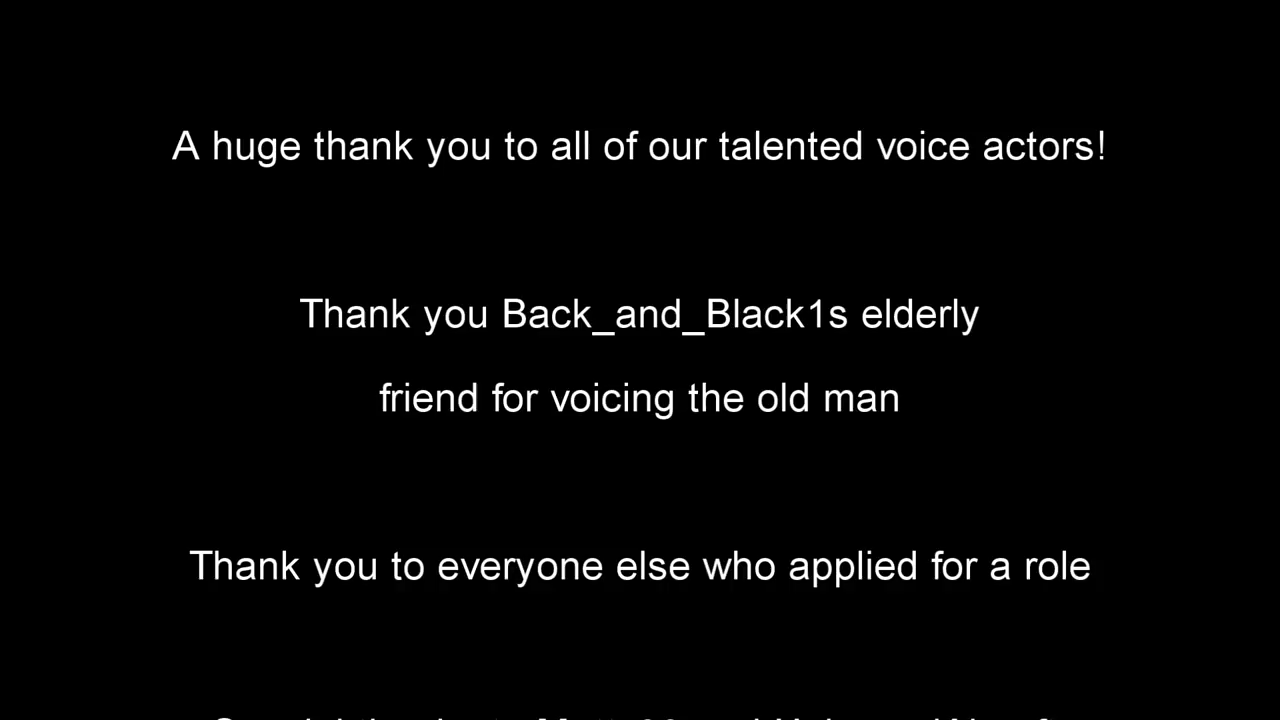 A huge thank you to all of our talented voice actors!
Thank you Back_and_Black1s elderly
friend for voicing the old man
Thank you to everyone else who applied for a role